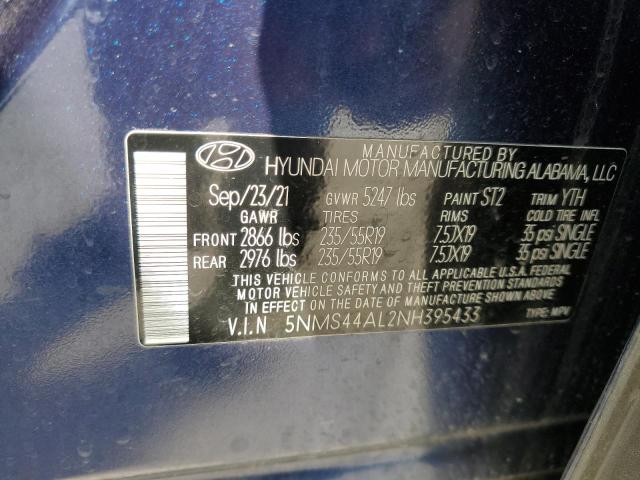 MANUFACTURED BY
HYUNDAI MOTOR MANUFACTURING ALABAMA, LLC
Sep/23/21 GVWR 5247 lbs PAINT ST2 TRIM YTH
GAWR TIRES RIMS COLD TIRE INFL
FRONT 2866 lbs 235/55R19 7.5JX19 35 psi SINGLE
REAR 2976 lbs 235/55R19 7.5JX19 35 psi SINGLE
THIS VEHICLE CONFORMS TO ALL APPLICABLE U.S.A. FEDERAL
MOTOR VEHICLE SAFETY AND THEFT PREVENTION STANDARDS
IN EFFECT ON THE DATE OF MANUFACTURE SHOWN ABOVE.
V.I.N 5NMS44AL2NH395433 TYPE: MPV